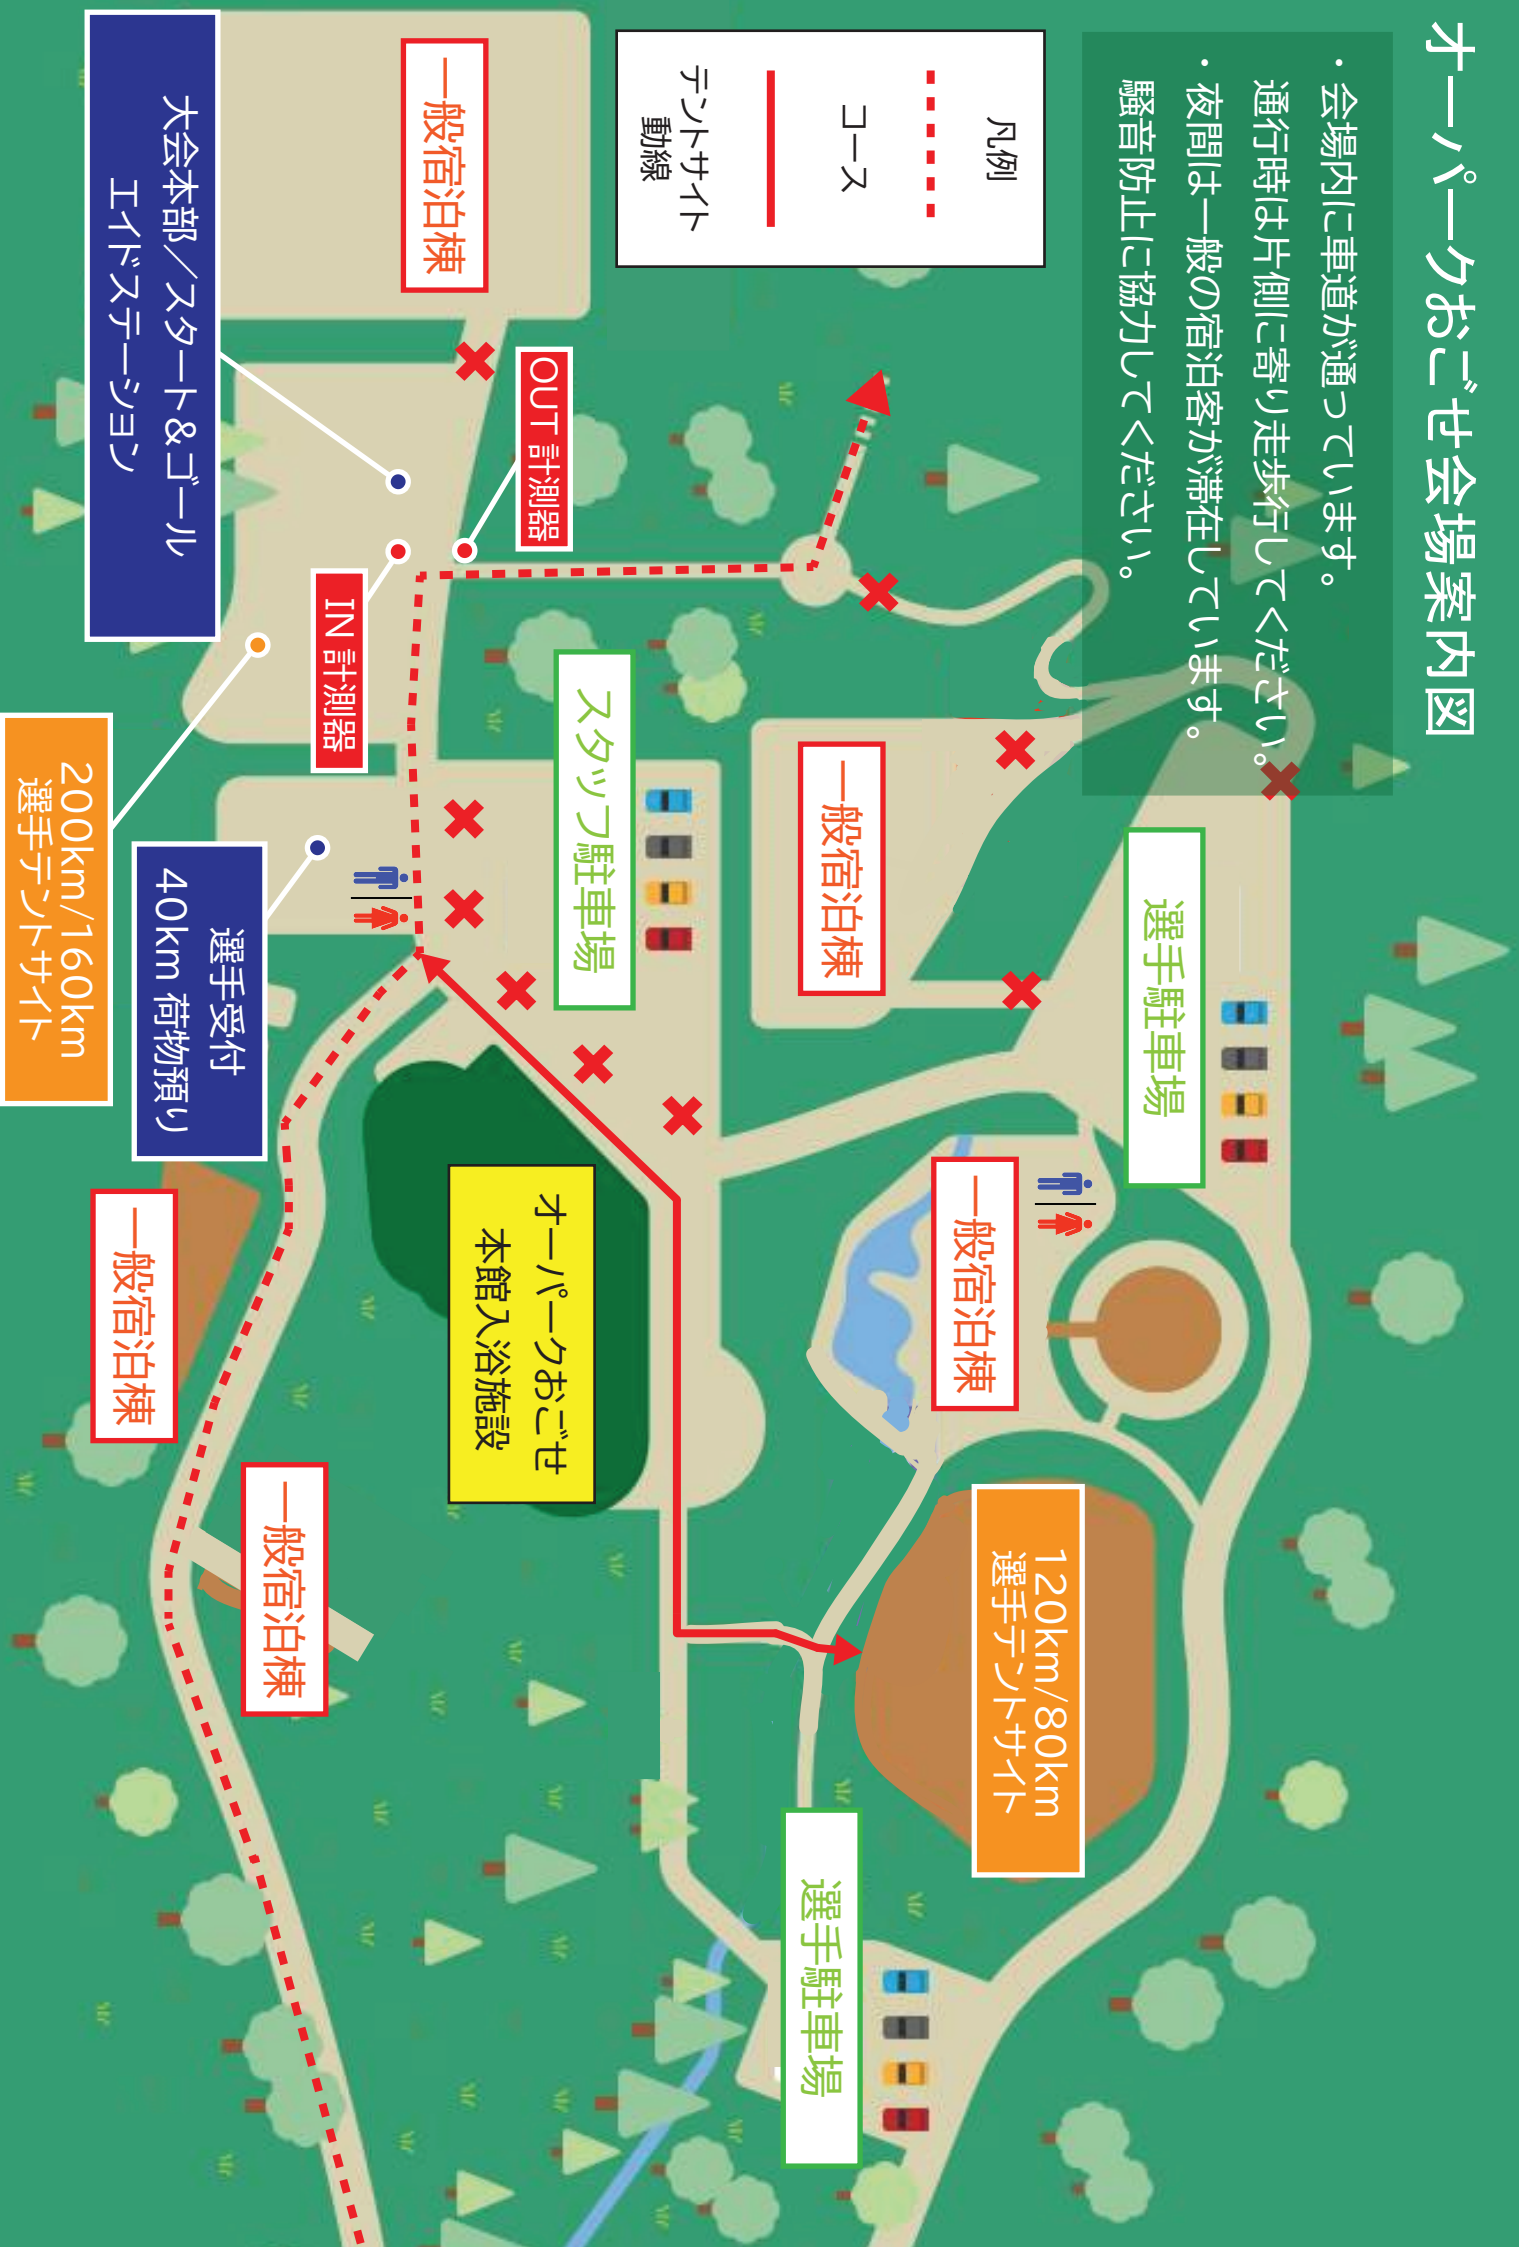 オーパークおごせ会場案内図
・会場内に車道が通っています。
通行時は片側に寄り走歩行してください。
・夜間は一般の宿泊客が滞在しています。
騒音防止に協力してください。
凡例
コース
テントサイト
動線
一般宿泊棟
大会本部／スタート＆ゴール
エイドステーション
OUT 計測器
IN 計測器
200km/160km
選手テントサイト
選手受付
40km 荷物預り
スタッフ駐車場
一般宿泊棟
選手駐車場
一般宿泊棟
オーパークおごせ
本館入浴施設
一般宿泊棟
一般宿泊棟
120km/80km
選手テントサイト
選手駐車場